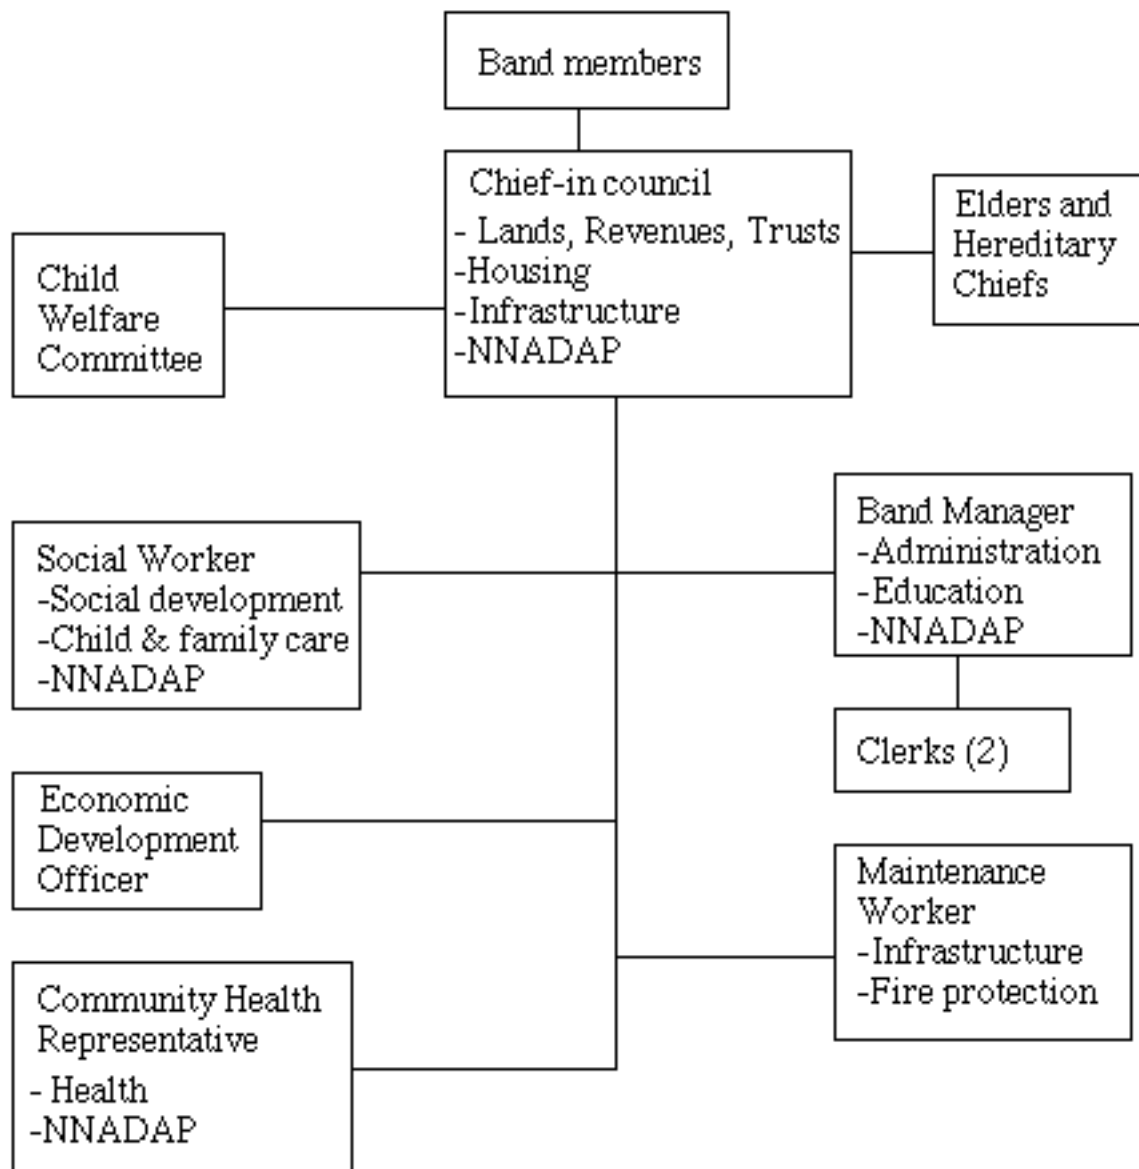 Band members
Chief-in council
- Lands, Revenues, Trusts
-Housing
-Infrastructure
-NNADAP
Elders and
Hereditary
Chiefs
Child
Welfare
Committee
Social Worker
-Social development
-Child & family care
-NNADAP
Band Manager
-Administration
-Education
-NNADAP
Clerks (2)
Economic
Development
Officer
Maintenance
Worker
-Infrastructure
-Fire protection
Community Health
Representative
- Health
-NNADAP